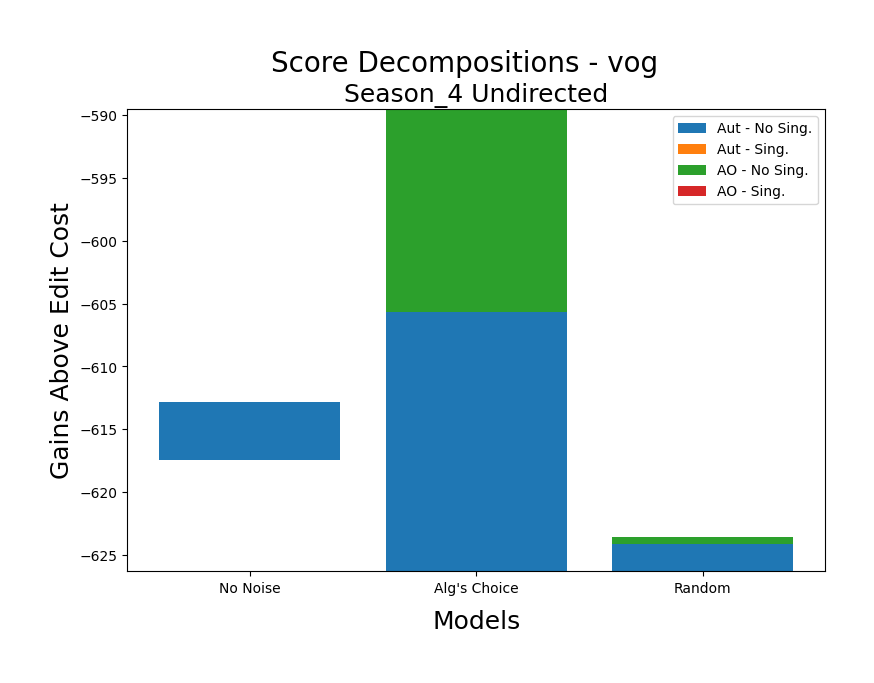 Score Decompositions - vog
Season_4 Undirected
Gains Above Edit Cost
−590
−595
−600
−605
−610
−615
−620
−625
Aut - No Sing.
Aut - Sing.
AO - No Sing.
AO - Sing.
No Noise
Alg's Choice
Random
Models